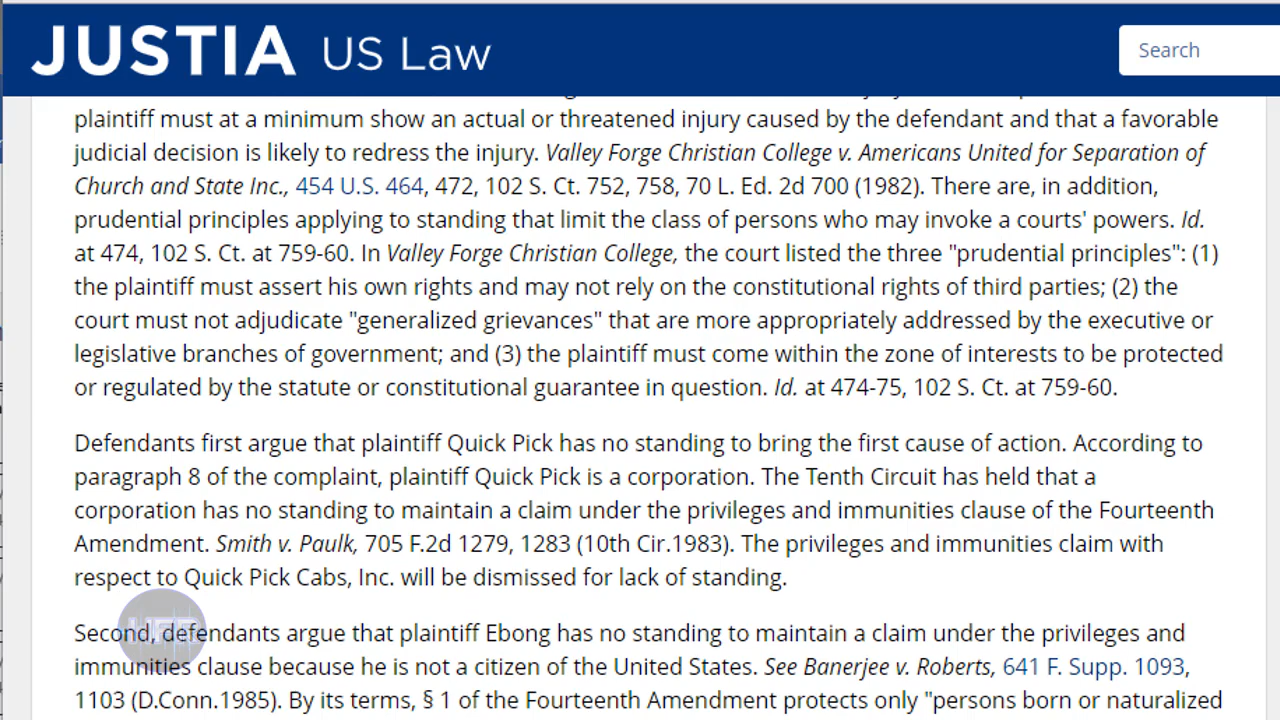 JUSTIA US Law
Search
plaintiff must at a minimum show an actual or threatened injury caused by the defendant and that a favorable
judicial decision is likely to redress the injury. Valley Forge Christian College v. Americans United for Separation of
Church and State Inc., 454 U.S. 464, 472, 102 S. Ct. 752, 758, 70 L. Ed. 2d 700 (1982). There are, in addition,
prudential principles applying to standing that limit the class of persons who may invoke a courts' powers. Id.
at 474, 102 S. Ct. at 759-60. In Valley Forge Christian College, the court listed the three "prudential principles": (1)
the plaintiff must assert his own rights and may not rely on the constitutional rights of third parties; (2) the
court must not adjudicate "generalized grievances" that are more appropriately addressed by the executive or
legislative branches of government; and (3) the plaintiff must come within the zone of interests to be protected
or regulated by the statute or constitutional guarantee in question. Id. at 474-75, 102 S. Ct. at 759-60.
Defendants first argue that plaintiff Quick Pick has no standing to bring the first cause of action. According to
paragraph 8 of the complaint, plaintiff Quick Pick is a corporation. The Tenth Circuit has held that a
corporation has no standing to maintain a claim under the privileges and immunities clause of the Fourteenth
Amendment. Smith v. Paulk, 705 F.2d 1279, 1283 (10th Cir.1983). The privileges and immunities claim with
respect to Quick Pick Cabs, Inc. will be dismissed for lack of standing.
Second, defendants argue that plaintiff Ebong has no standing to maintain a claim under the privileges and
immunities clause because he is not a citizen of the United States. See Banerjee v. Roberts, 641 F. Supp. 1093,
1103 (D.Conn.1985). By its terms, § 1 of the Fourteenth Amendment protects only "persons born or naturalized